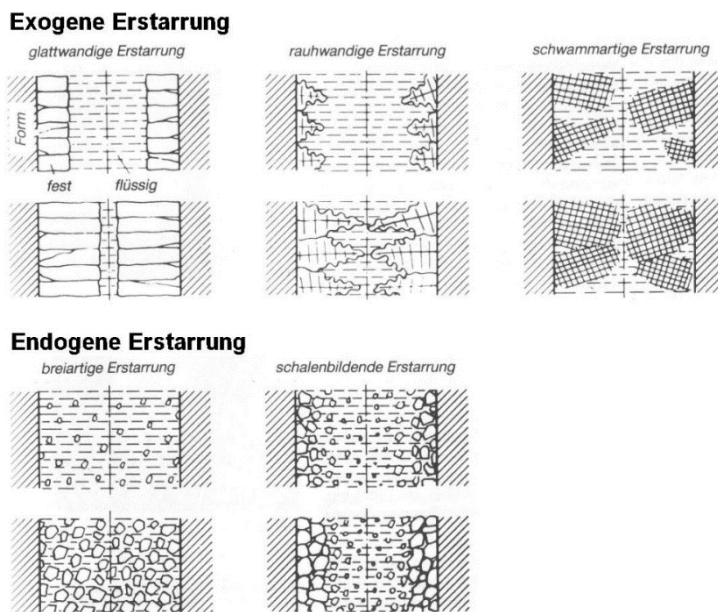 Exogene Erstarrung
glattwandige Erstarrung
rauhwandige Erstarrung
schwammartige Erstarrung
Form
fest
flüssig
Endogene Erstarrung
breiartige Erstarrung
schalenbildende Erstarrung